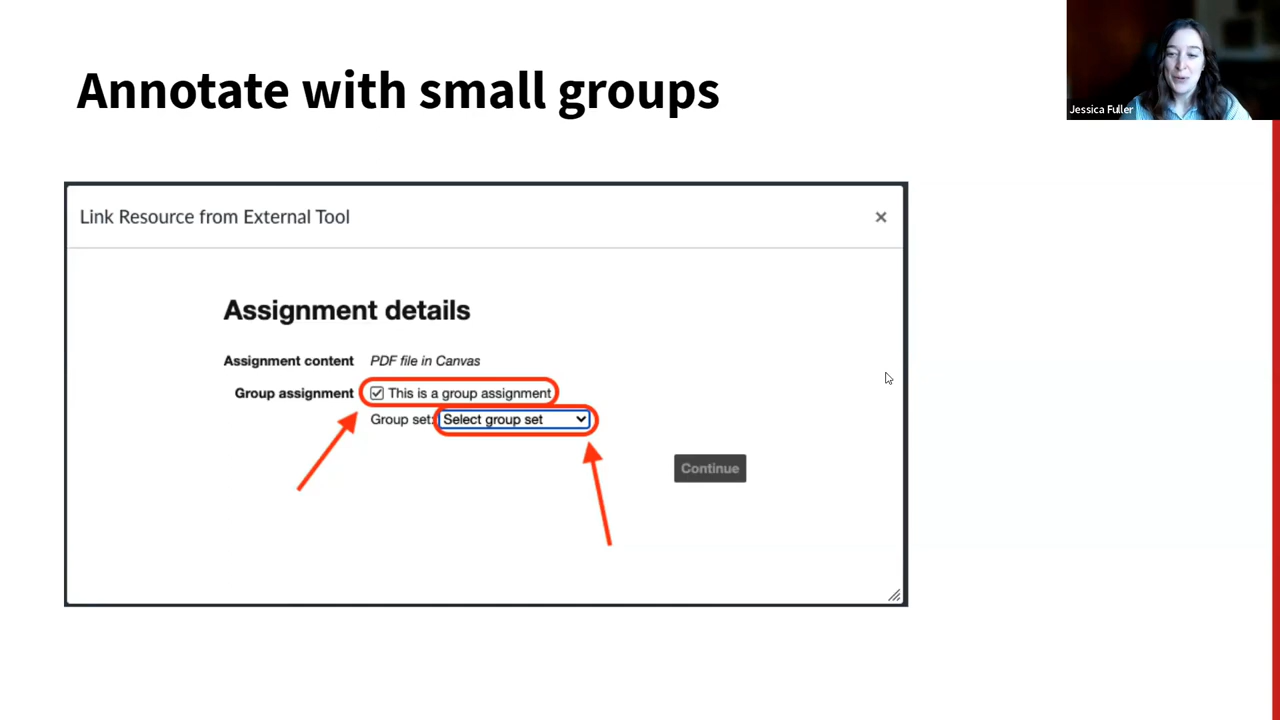 Annotate with small groups
Jessica Fuller
Link Resource from External Tool
Assignment details
Assignment content PDF file in Canvas
Group assignment This is a group assignment
Group set: Select group set
Continue